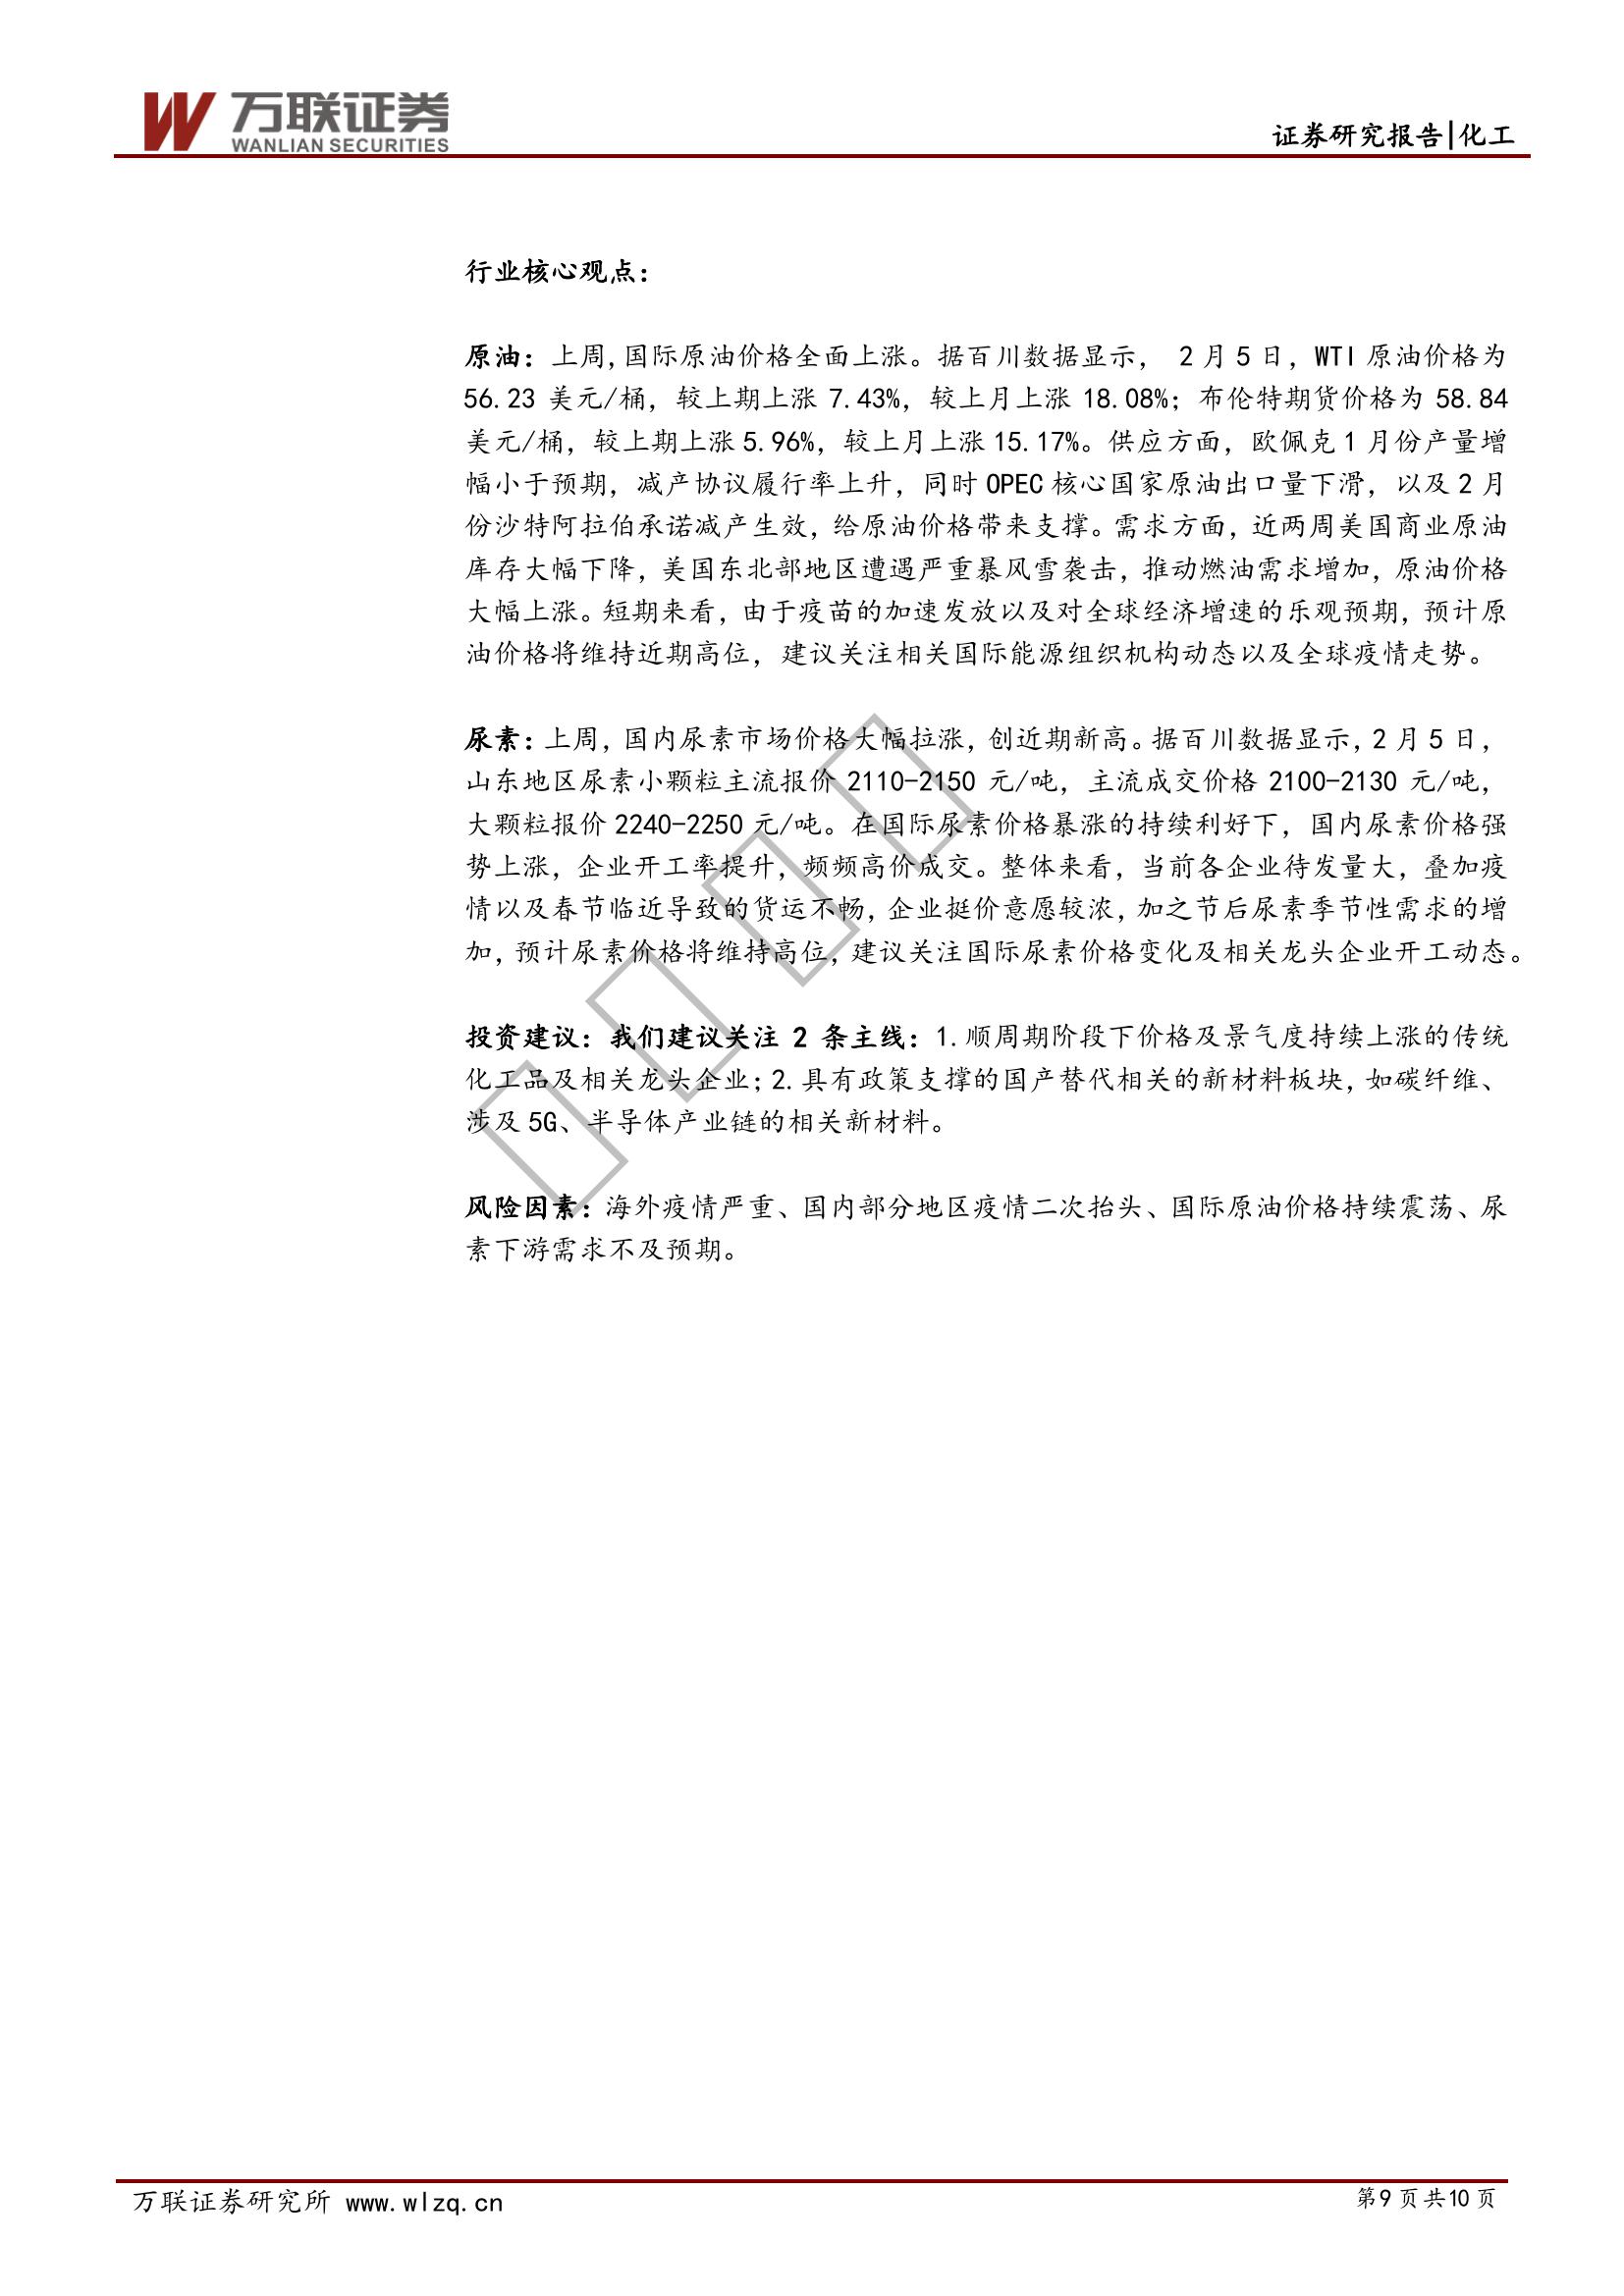 万联证券
WANLIAN SECURITIES
证券研究报告|化工
行业核心观点：
原油：上周，国际原油价格全面上涨。据百川数据显示， 2月5日，WTI原油价格为
56.23 美元/桶，较上期上涨 7.43%，较上月上涨 18.08%；布伦特期货价格为 58.84
美元/桶，较上期上涨5.96%，较上月上涨15.17%。供应方面，欧佩克1月份产量增
幅小于预期，减产协议履行率上升，同时OPEC核心国家原油出口量下滑，以及2月
份沙特阿拉伯承诺减产生效，给原油价格带来支撑。需求方面，近两周美国商业原油
库存大幅下降，美国东北部地区遭遇严重暴风雪袭击，推动燃油需求增加，原油价格
大幅上涨。短期来看，由于疫苗的加速发放以及对全球经济增速的乐观预期，预计原
油价格将维持近期高位，建议关注相关国际能源组织机构动态以及全球疫情走势。
尿素：上周，国内尿素市场价格大幅拉涨，创近期新高。据百川数据显示，2月5日，
山东地区尿素小颗粒主流报价 2110-2150 元/吨，主流成交价格 2100-2130 元/吨，
大颗粒报价2240-2250元/吨。在国际尿素价格暴涨的持续利好下，国内尿素价格强
势上涨，企业开工率提升，频频高价成交。整体来看，当前各企业待发量大，叠加疫
情以及春节临近导致的货运不畅，企业挺价意愿较浓，加之节后尿素季节性需求的增
加，预计尿素价格将维持高位，建议关注国际尿素价格变化及相关龙头企业开工动态。
投资建议：我们建议关注 2 条主线：1.顺周期阶段下价格及景气度持续上涨的传统
化工品及相关龙头企业；2.具有政策支撑的国产替代相关的新材料板块，如碳纤维、
涉及5G、半导体产业链的相关新材料。
风险因素：海外疫情严重、国内部分地区疫情二次抬头、国际原油价格持续震荡、尿
素下游需求不及预期。
万联证券研究所 www.wlzq.cn
第9页共10页